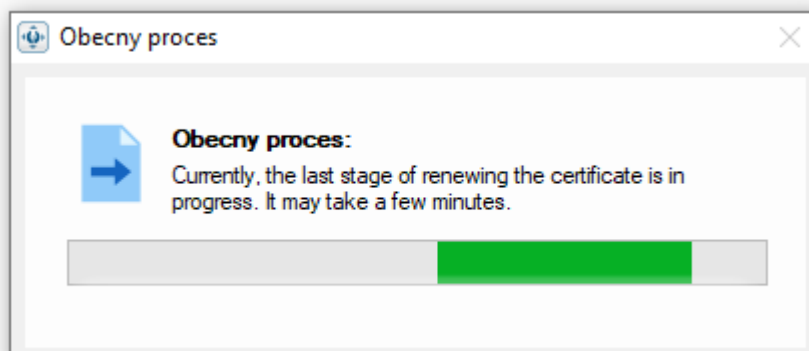 Obecny proces
Obecny proces:
Currently, the last stage of renewing the certificate is in
progress. It may take a few minutes.